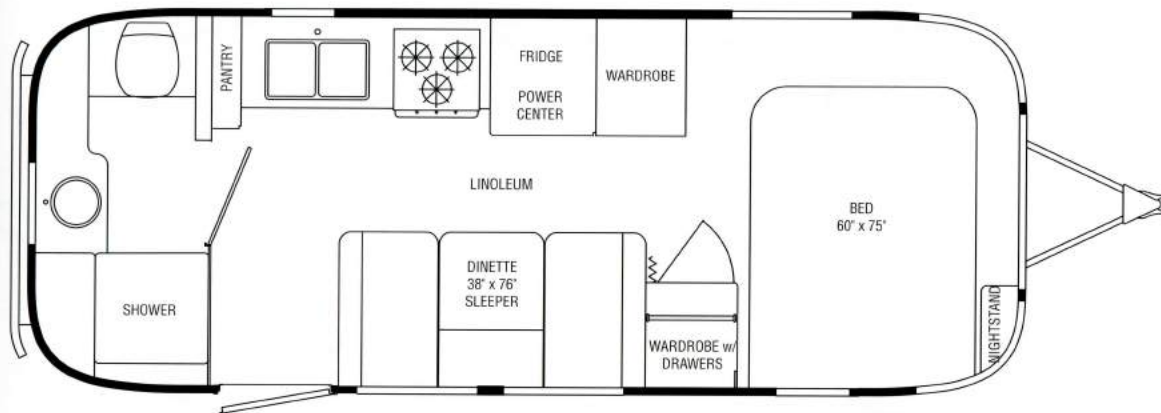 PANTRY
FRIDGE
POWER
CENTER
WARDROBE
LINOLEUM
BED
60" x 75"
DINETTE
38" x 76"
SLEEPER
SHOWER
WARDROBE w/
DRAWERS
NIGHTSTAND